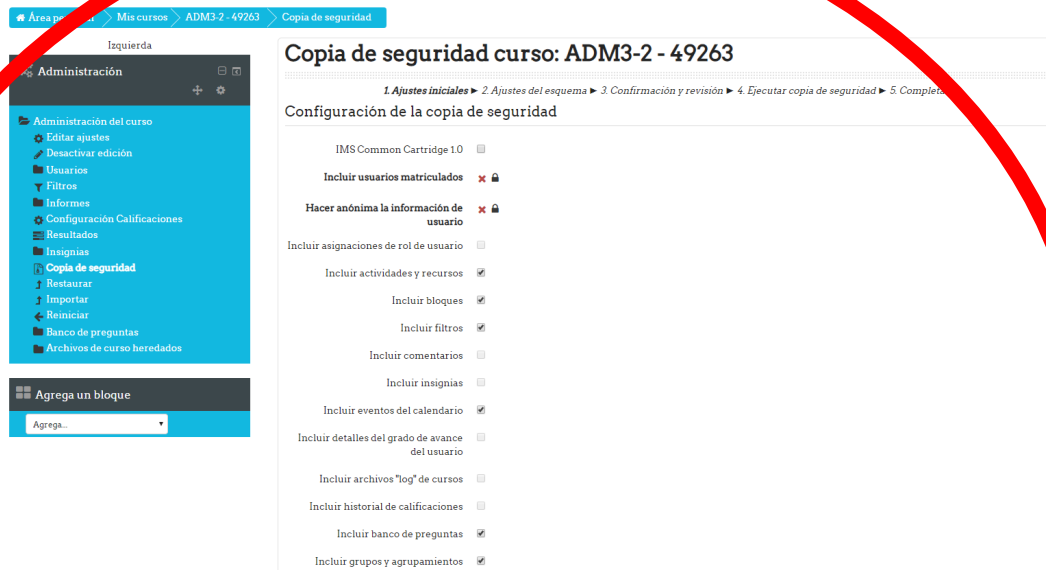 Área pe
Mis cursos
ADM3-2 - 49263
Copia de seguridad
Izquierda
Administración
Administración del curso
Editar ajustes
Desactivar edición
Usuarios
Filtros
Informes
Configuración Calificaciones
Resultados
Insignias
Copia de seguridad
Restaurar
Importar
Reiniciar
Banco de preguntas
Archivos de curso heredados
Agrega un bloque
Agrega...
Copia de seguridad curso: ADM3-2 - 49263
1. Ajustes iniciales ► 2. Ajustes del esquema ► 3. Confirmación y revisión ► 4. Ejecutar copia de seguridad ► 5. Completa
Configuración de la copia de seguridad
IMS Common Cartridge 1.0
Incluir usuarios matriculados
Hacer anónima la información de
usuario
Incluir asignaciones de rol de usuario
Incluir actividades y recursos
Incluir bloques
Incluir filtros
Incluir comentarios
Incluir insignias
Incluir eventos del calendario
Incluir detalles del grado de avance
del usuario
Incluir archivos "log" de cursos
Incluir historial de calificaciones
Incluir banco de preguntas
Incluir grupos y agrupamientos